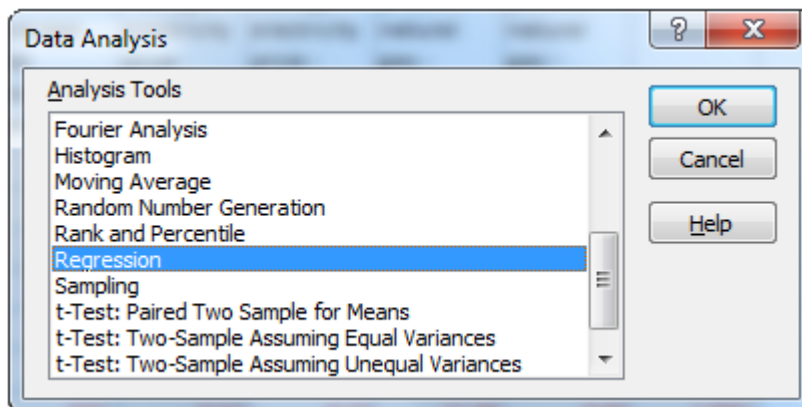 Data Analysis
?
Analysis Tools
Fourier Analysis
Histogram
Moving Average
Random Number Generation
Rank and Percentile
Regression
Sampling
t-Test: Paired Two Sample for Means
t-Test: Two-Sample Assuming Equal Variances
t-Test: Two-Sample Assuming Unequal Variances
OK
Cancel
Help